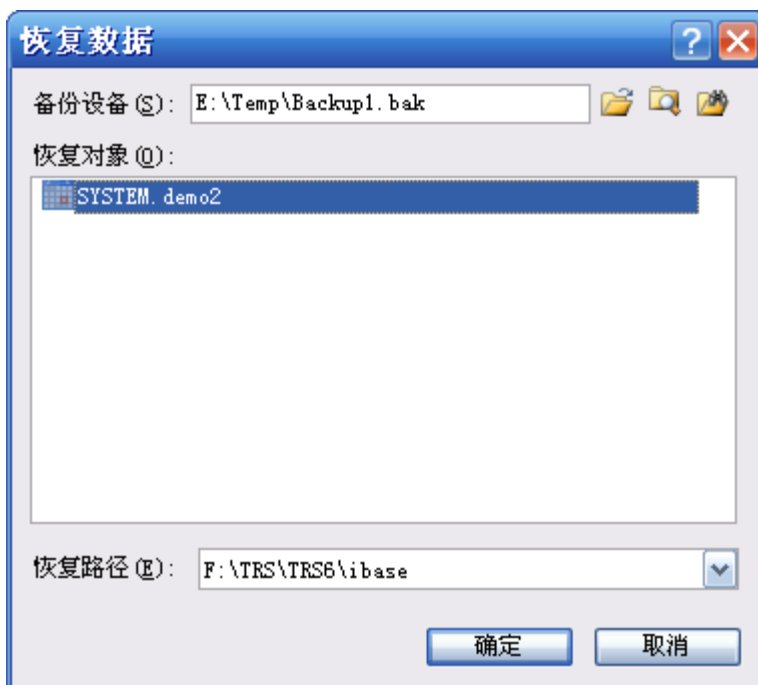 恢复数据
备份设备(S): E:\Temp\Backup1.bak
恢复对象(O):
SYSTEM.demo2
恢复路径(E): F:\TRS\TRS6\ibase
确定 取消